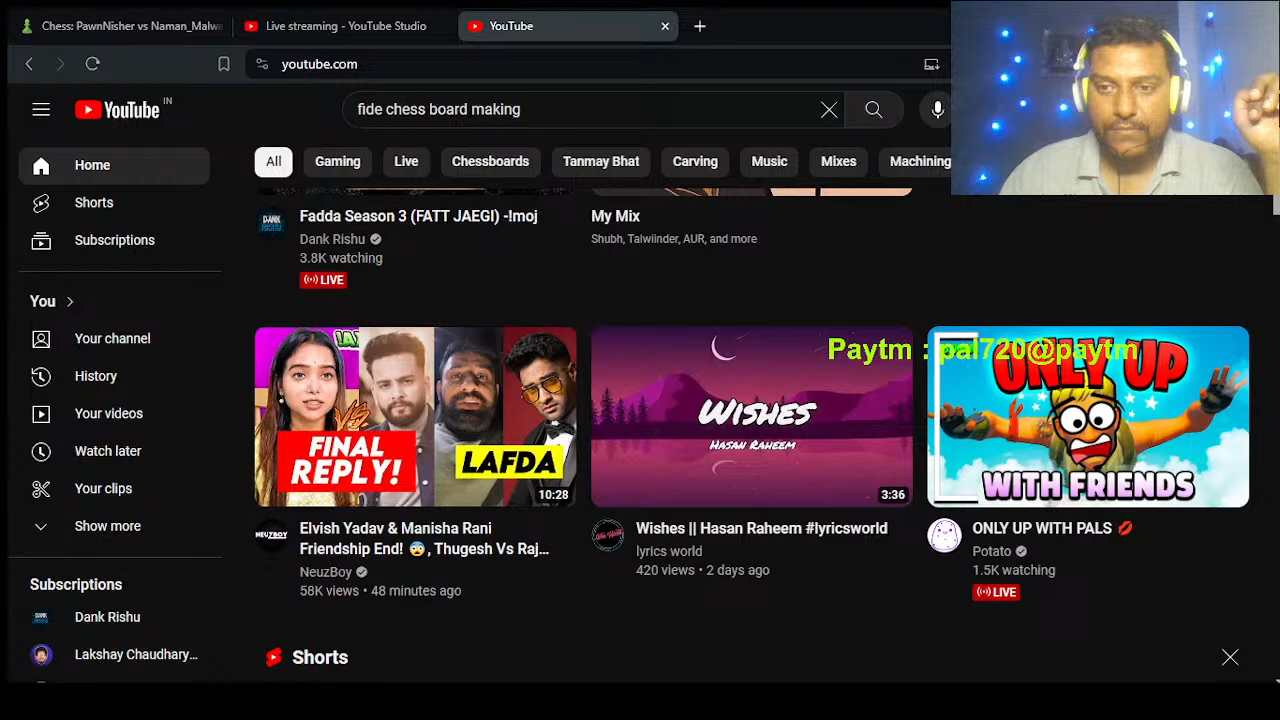 Chess: PawnNisher vs Naman_Malwa
Live streaming - YouTube Studio
YouTube
youtube.com
YouTube IN
fide chess board making
Home
Shorts
Subscriptions
You
Your channel
History
Your videos
Watch later
Your clips
Show more
Subscriptions
Dank Rishu
Lakshay Chaudhary...
All
Gaming
Live
Chessboards
Tanmay Bhat
Carving
Music
Mixes
Machining
DANK
RISHU
Fadda Season 3 (FATT JAEGI) -!moj
Dank Rishu
3.8K watching
LIVE
My Mix
Shubh, Talwiinder, AUR, and more
VS
FINAL
REPLY!
LAFDA
10:28
NEUZBOY
Elvish Yadav & Manisha Rani
Friendship End! 😨, Thugesh Vs Raj...
NeuzBoy
58K views • 48 minutes ago
WISHES
HASAN RAHEEM
3:36
Wishes || Hasan Raheem #lyricsworld
lyrics world
420 views • 2 days ago
Paytm : pal720@paytm
ONLY UP
WITH FRIENDS
ONLY UP WITH PALS 💋
Potato
1.5K watching
LIVE
Shorts